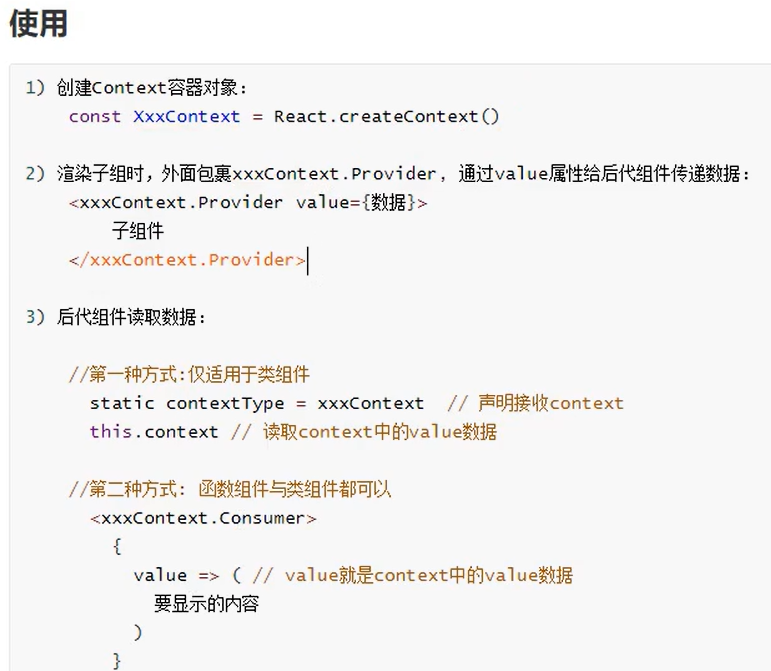 使用
1) 创建Context容器对象：
const XxxContext = React.createContext()
2) 渲染子组时，外面包裹xxxContext.Provider, 通过value属性给后代组件传递数据：
<xxxContext.Provider value={数据}>
子组件
</xxxContext.Provider>
3) 后代组件读取数据：
//第一种方式:仅适用于类组件
static contextType = xxxContext  // 声明接收context
this.context // 读取context中的value数据
//第二种方式: 函数组件与类组件都可以
<xxxContext.Consumer>
{
value => ( // value就是context中的value数据
要显示的内容
)
}